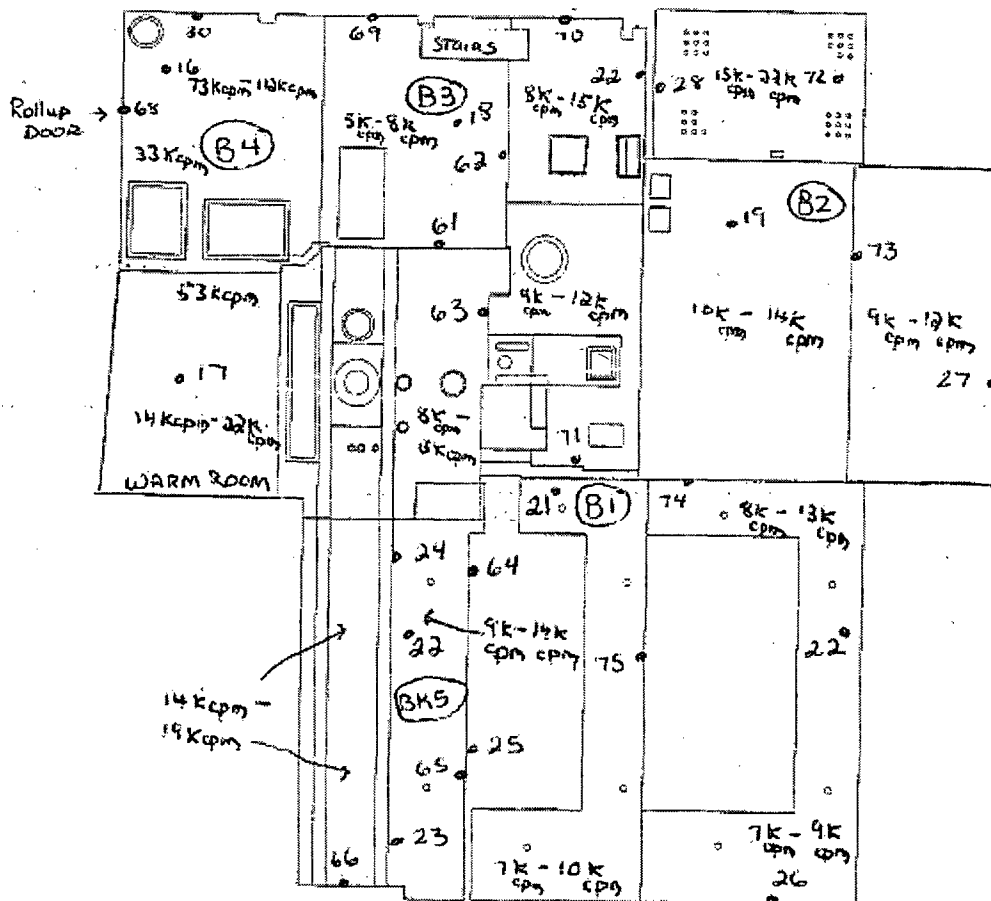 30
69
70
STAIRS
16
73Kcpm-112Kcpm
B3
22
28
15K-22K
cpm cpm
72
Rollup
DOOR
68
B4
5K-8K
cpm cpm
18
8K-15K
cpm cpm
62
33Kcpm
B2
19
61
73
53Kcpm
63
9K-12K
cpm cpm
10K-14K
cpm cpm
9K-12K
cpm cpm
17
27
14Kcpm-22K
cpm
8K-
cpm
71
WARM ROOM
21
B1
74
8K-13K
cpm cpm
24
64
22
9K-14K
cpm cpm
75
22
14Kcpm-
19Kcpm
BK5
25
65
23
66
7K-10K
cpm cpm
7K-9K
cpm cpm
26